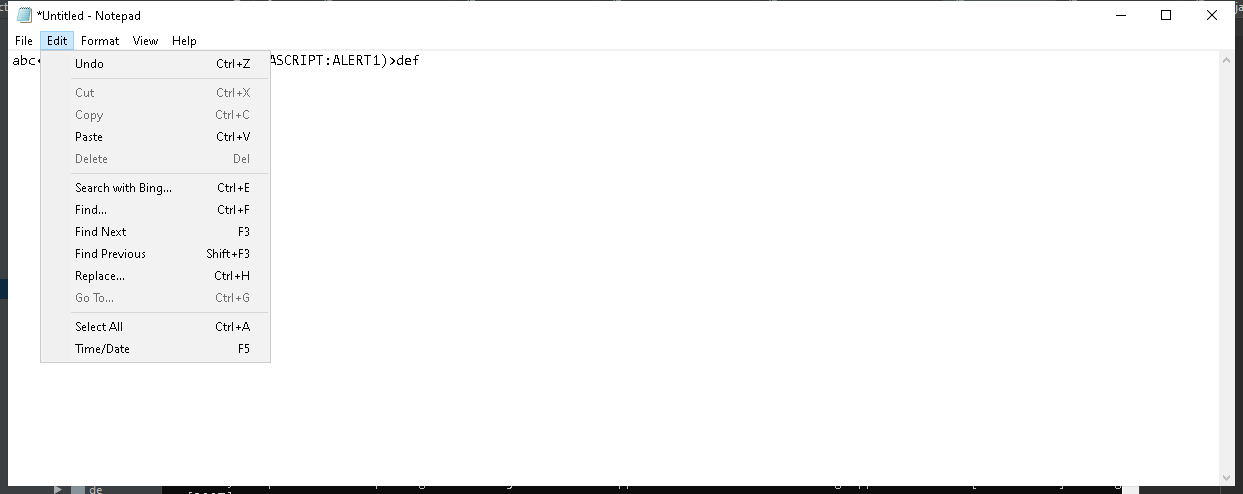 *Untitled - Notepad
File Edit Format View Help
abc ASCRIPT:ALERT1)>def
Undo Ctrl+Z
Cut Ctrl+X
Copy Ctrl+C
Paste Ctrl+V
Delete Del
Search with Bing... Ctrl+E
Find... Ctrl+F
Find Next F3
Find Previous Shift+F3
Replace... Ctrl+H
Go To... Ctrl+G
Select All Ctrl+A
Time/Date F5
de